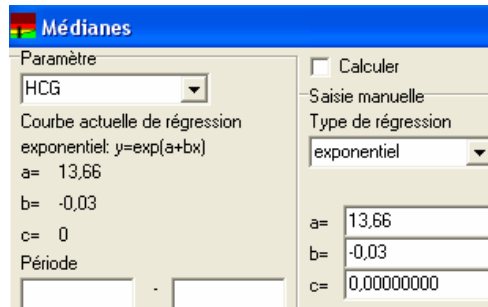 Médianes
Paramètre
HCG
Courbe actuelle de régression
exponentiel: y=exp(a+bx)
a= 13,66
b= -0,03
c= 0
Période
-
Calculer
Saisie manuelle
Type de régression
exponentiel
a= 13,66
b= -0,03
c= 0,00000000